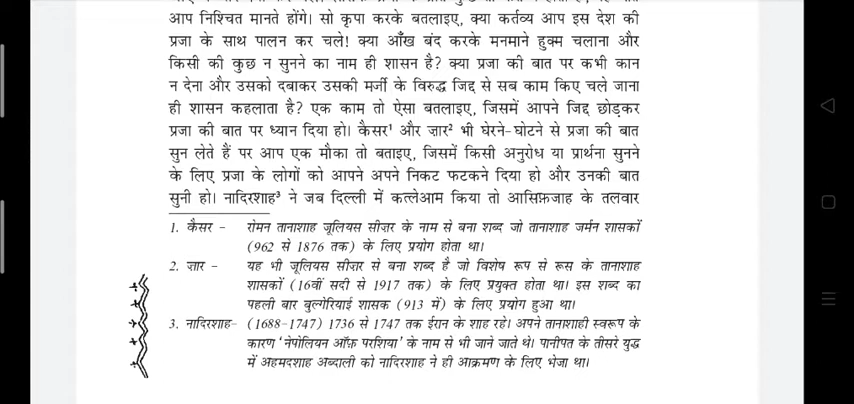 आप निश्चित मानते होंगे। सो कृपा करके बतलाइए, क्या कर्तव्य आप इस देश की
प्रजा के साथ पालन कर चले! क्या आँख बंद करके मनमाने हुक्म चलाना और
किसी की कुछ न सुनने का नाम ही शासन है? क्या प्रजा की बात पर कभी कान
न देना और उसको दबाकर उसकी मर्जी के विरुद्ध जिद्द से सब काम किए चले जाना
ही शासन कहलाता है? एक काम तो ऐसा बतलाइए, जिसमें आपने जिद्द छोड़कर
प्रजा की बात पर ध्यान दिया हो। कैसर¹ और ज़ार² भी घेरने-घोटने से प्रजा की बात
सुन लेते हैं पर आप एक मौका तो बताइए, जिसमें किसी अनुरोध या प्रार्थना सुनने
के लिए प्रजा के लोगों को आपने अपने निकट फटकने दिया हो और उनकी बात
सुनी हो। नादिरशाह³ ने जब दिल्ली में कत्लेआम किया तो आसिफ़जाह के तलवार
1. कैसर – रोमन तानाशाह जूलियस सीज़र के नाम से बना शब्द जो तानाशाह जर्मन शासकों
(962 से 1876 तक) के लिए प्रयोग होता था।
2. ज़ार – यह भी जूलियस सीज़र से बना शब्द है जो विशेष रूप से रूस के तानाशाह
शासकों (16वीं सदी से 1917 तक) के लिए प्रयुक्त होता था। इस शब्द का
पहली बार बुल्गेरियाई शासक (913 में) के लिए प्रयोग हुआ था।
3. नादिरशाह– (1688-1747) 1736 से 1747 तक ईरान के शाह रहे। अपने तानाशाही स्वरूप के
कारण ‘नेपोलियन ऑफ़ परशिया’ के नाम से भी जाने जाते थे। पानीपत के तीसरे युद्ध
में अहमदशाह अब्दाली को नादिरशाह ने ही आक्रमण के लिए भेजा था।